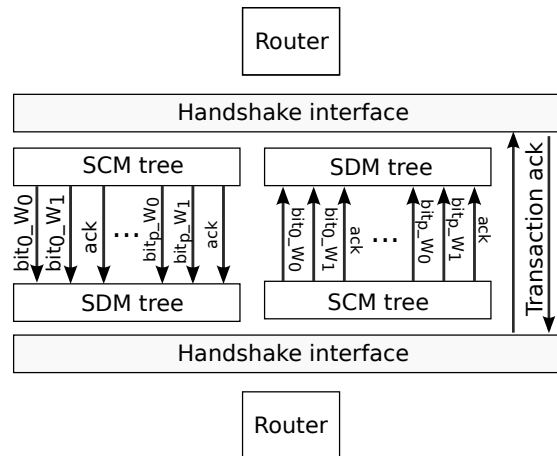 Router
Handshake interface
SCM tree
SDM tree
bit0_W0
bit0_W1
ack
...
bitp_W0
bitp_W1
ack
bit0_W0
bit0_W1
ack
...
bitp_W0
bitp_W1
ack
Transaction ack
SDM tree
SCM tree
Handshake interface
Router